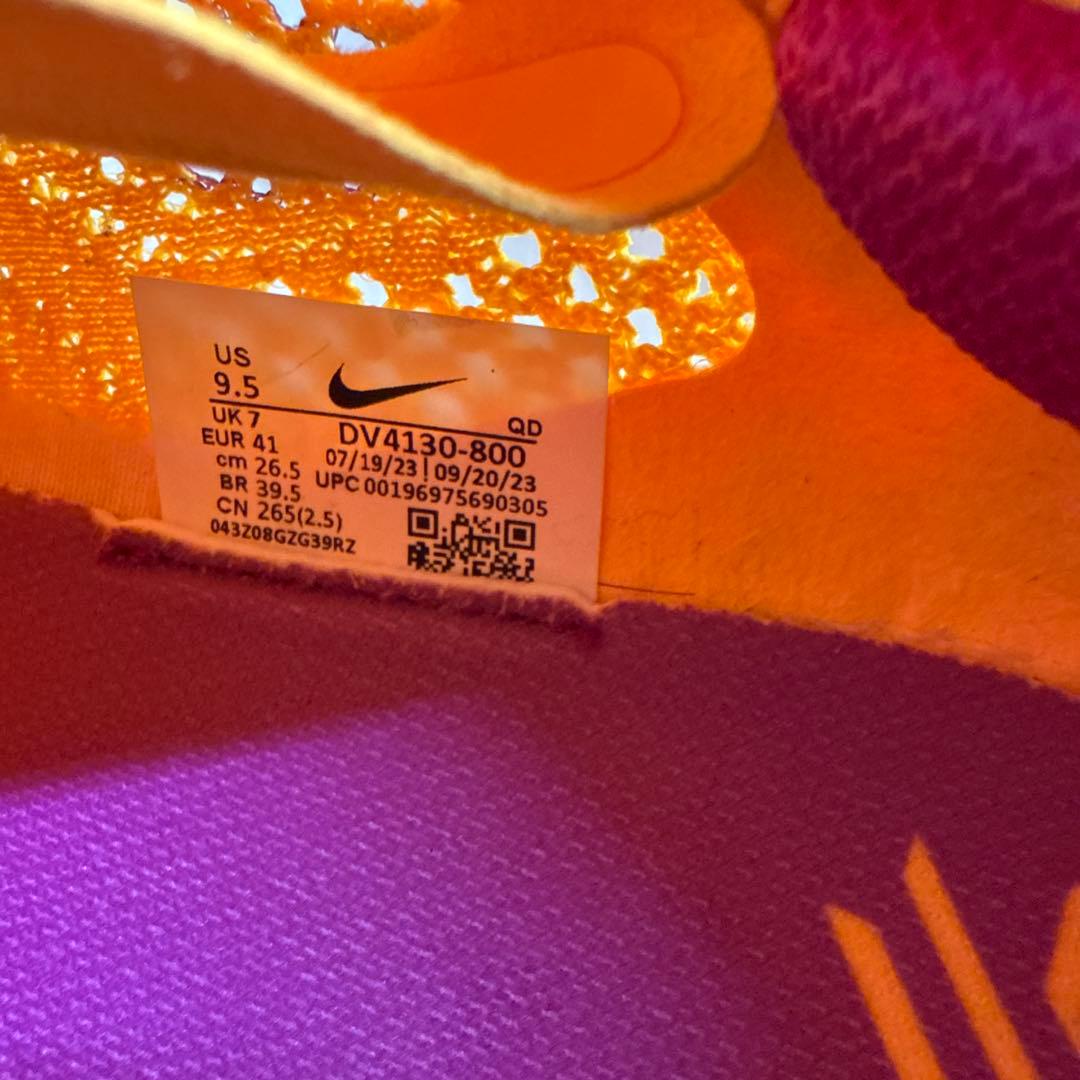 US
9.5
QD
UK 7
DV4130-800
EUR 41
07/19/23 | 09/20/23
cm 26.5
UPC 00196975690305
BR 39.5
CN 265(2.5)
043Z08GZG39RZ